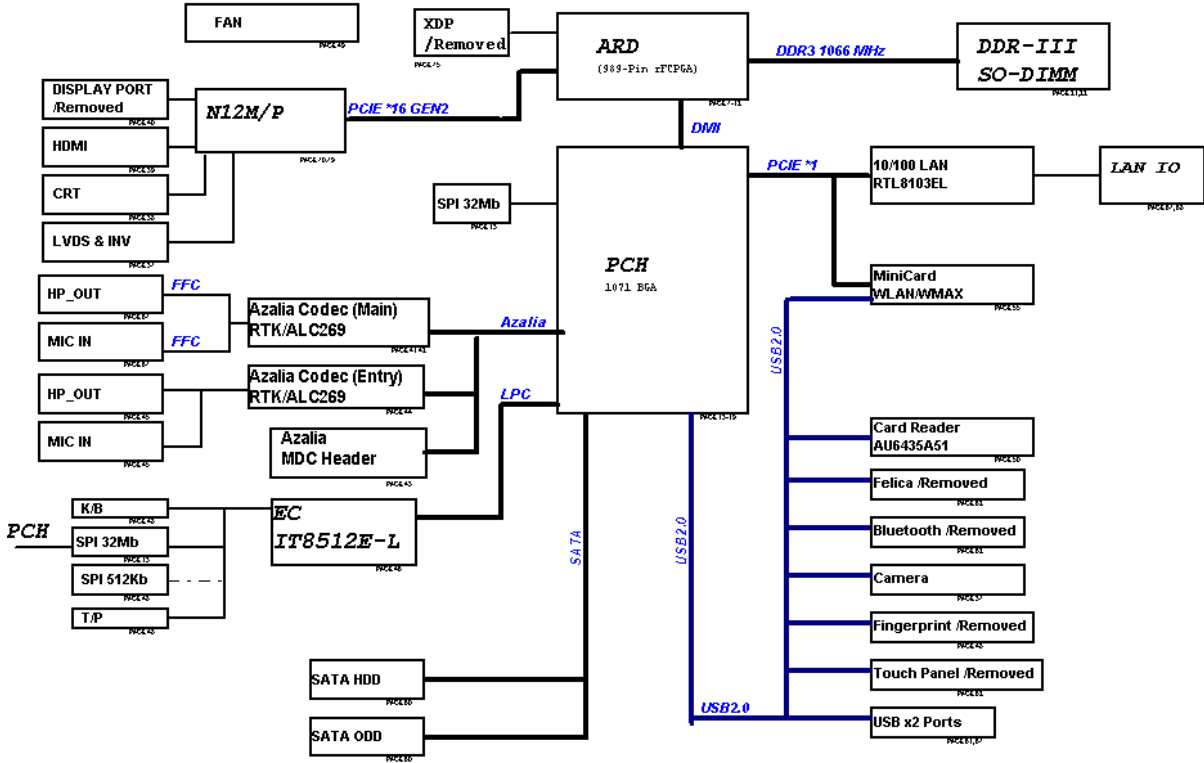 FAN
XDP
/Removed
ARD
(989-Pin rFCPGA)
DDR3 1066 MHz
DDR-III
SO-DIMM
DISPLAY PORT
/Removed
N12M/P
PCIE *16 GEN2
DMI
HDMI
CRT
LVDS & INV
SPI 32Mb
PCH
1071 BGA
PCIE *1
10/100 LAN
RTL8103EL
LAN IO
MiniCard
WLAN/WMAX
HP_OUT
FFC
MIC IN
FFC
Azalia Codec (Main)
RTK/ALC269
Azalia
HP_OUT
MIC IN
Azalia Codec (Entry)
RTK/ALC269
LPC
Azalia
MDC Header
USB2.0
Card Reader
AU6435A51
Felica /Removed
Bluetooth /Removed
Camera
Fingerprint /Removed
Touch Panel /Removed
USB x2 Ports
PCH
K/B
SPI 32Mb
SPI 512Kb
T/P
EC
IT8512E-L
SATA
USB2.0
USB2.0
SATA HDD
SATA ODD